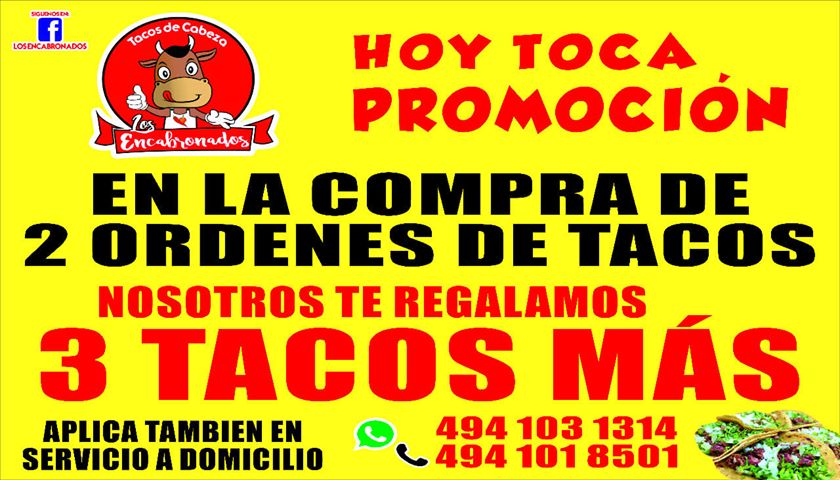 SIGUENOS EN:
LOSENCABRONADOS
Tacos de Cabeza
Los
Encabronados
HOY TOCA
PROMOCIÓN
EN LA COMPRA DE
2 ORDENES DE TACOS
NOSOTROS TE REGALAMOS
3 TACOS MÁS
APLICA TAMBIEN EN
SERVICIO A DOMICILIO
494 103 1314
494 101 8501